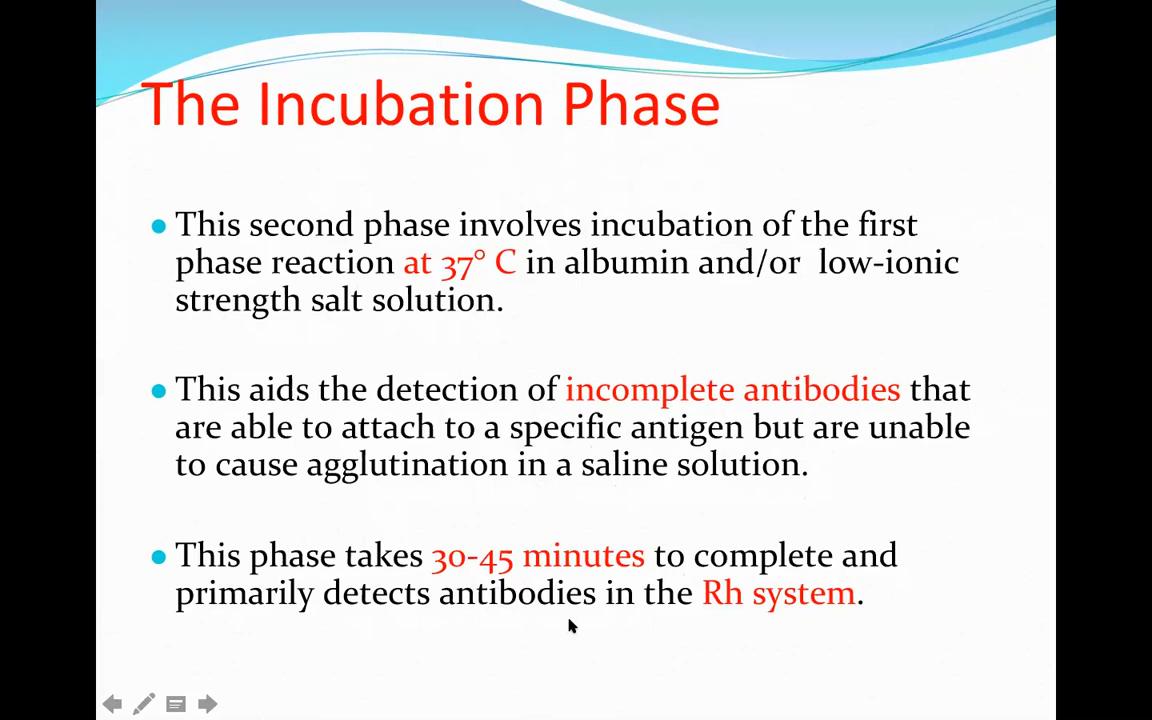 The Incubation Phase
This second phase involves incubation of the first
phase reaction at 37° C in albumin and/or low-ionic
strength salt solution.
This aids the detection of incomplete antibodies that
are able to attach to a specific antigen but are unable
to cause agglutination in a saline solution.
This phase takes 30-45 minutes to complete and
primarily detects antibodies in the Rh system.